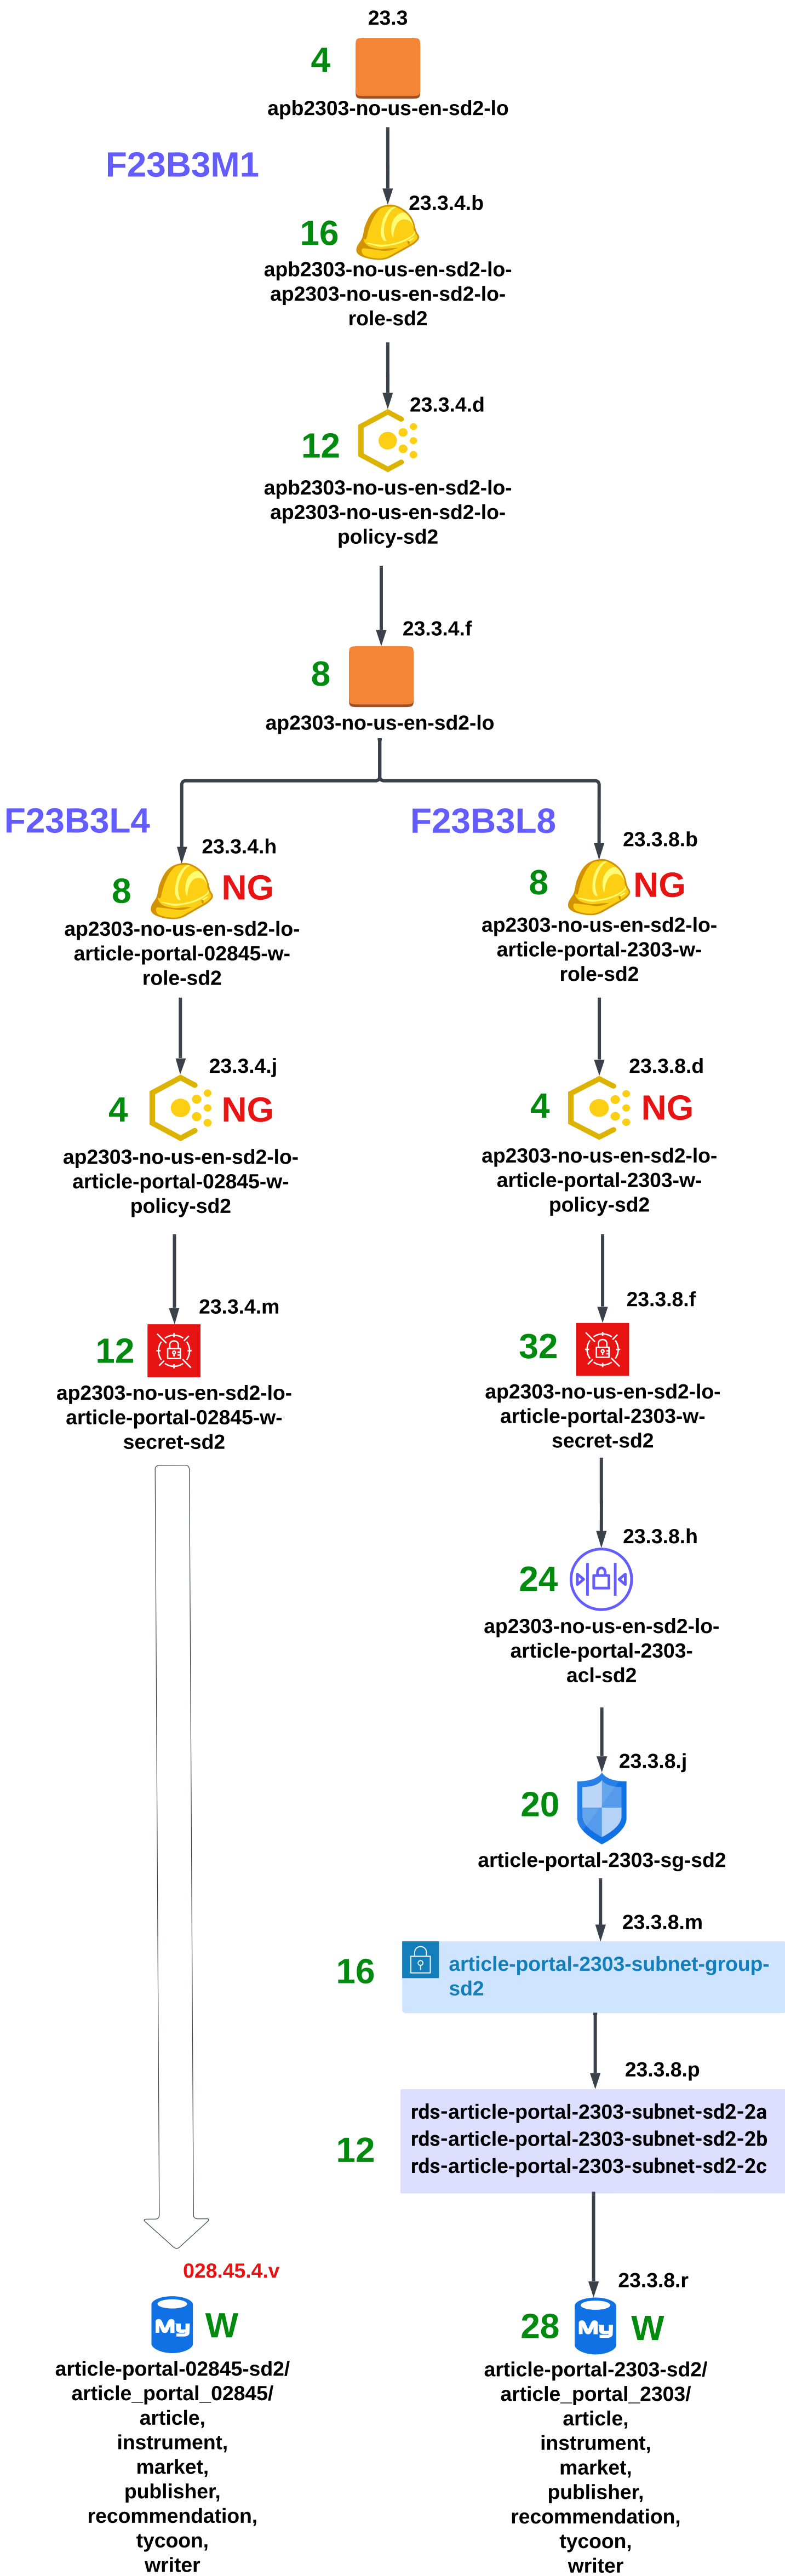 23.3
4
apb2303-no-us-en-sd2-lo
F23B3M1
23.3.4.b
16
apb2303-no-us-en-sd2-lo-
ap2303-no-us-en-sd2-lo-
role-sd2
23.3.4.d
12
apb2303-no-us-en-sd2-lo-
ap2303-no-us-en-sd2-lo-
policy-sd2
23.3.4.f
8
ap2303-no-us-en-sd2-lo
F23B3L4
23.3.4.h
8
NG
ap2303-no-us-en-sd2-lo-
article-portal-02845-w-
role-sd2
23.3.4.j
4
NG
ap2303-no-us-en-sd2-lo-
article-portal-02845-w-
policy-sd2
23.3.4.m
12
ap2303-no-us-en-sd2-lo-
article-portal-02845-w-
secret-sd2
028.45.4.v
My
W
article-portal-02845-sd2/
article_portal_02845/
article,
instrument,
market,
publisher,
recommendation,
tycoon,
writer
F23B3L8
23.3.8.b
8
NG
ap2303-no-us-en-sd2-lo-
article-portal-2303-w-
role-sd2
23.3.8.d
4
NG
ap2303-no-us-en-sd2-lo-
article-portal-2303-w-
policy-sd2
23.3.8.f
32
ap2303-no-us-en-sd2-lo-
article-portal-2303-w-
secret-sd2
23.3.8.h
24
ap2303-no-us-en-sd2-lo-
article-portal-2303-
acl-sd2
23.3.8.j
20
article-portal-2303-sg-sd2
23.3.8.m
16
article-portal-2303-subnet-group-
sd2
23.3.8.p
12
rds-article-portal-2303-subnet-sd2-2a
rds-article-portal-2303-subnet-sd2-2b
rds-article-portal-2303-subnet-sd2-2c
23.3.8.r
28
My
W
article-portal-2303-sd2/
article_portal_2303/
article,
instrument,
market,
publisher,
recommendation,
tycoon,
writer